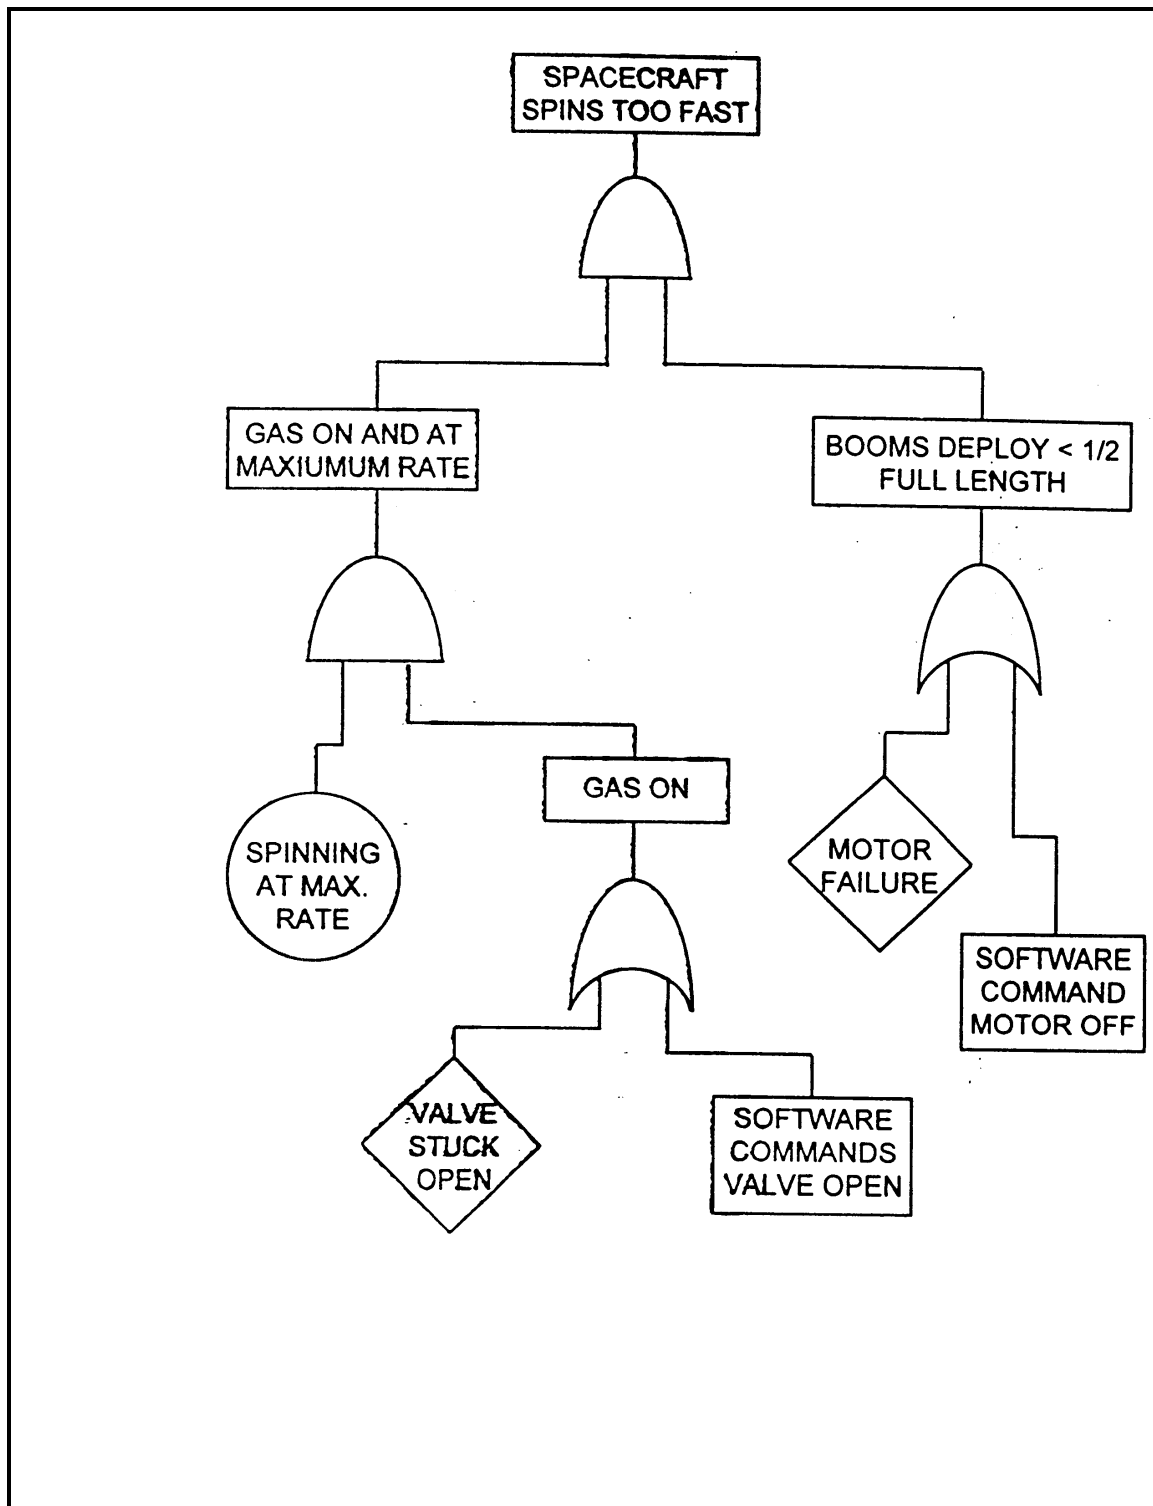 SPACECRAFT
SPINS TOO FAST
GAS ON AND AT
MAXIUMUM RATE
BOOMS DEPLOY < 1/2
FULL LENGTH
GAS ON
SPINNING
AT MAX.
RATE
MOTOR
FAILURE
SOFTWARE
COMMAND
MOTOR OFF
VALVE
STUCK
OPEN
SOFTWARE
COMMANDS
VALVE OPEN